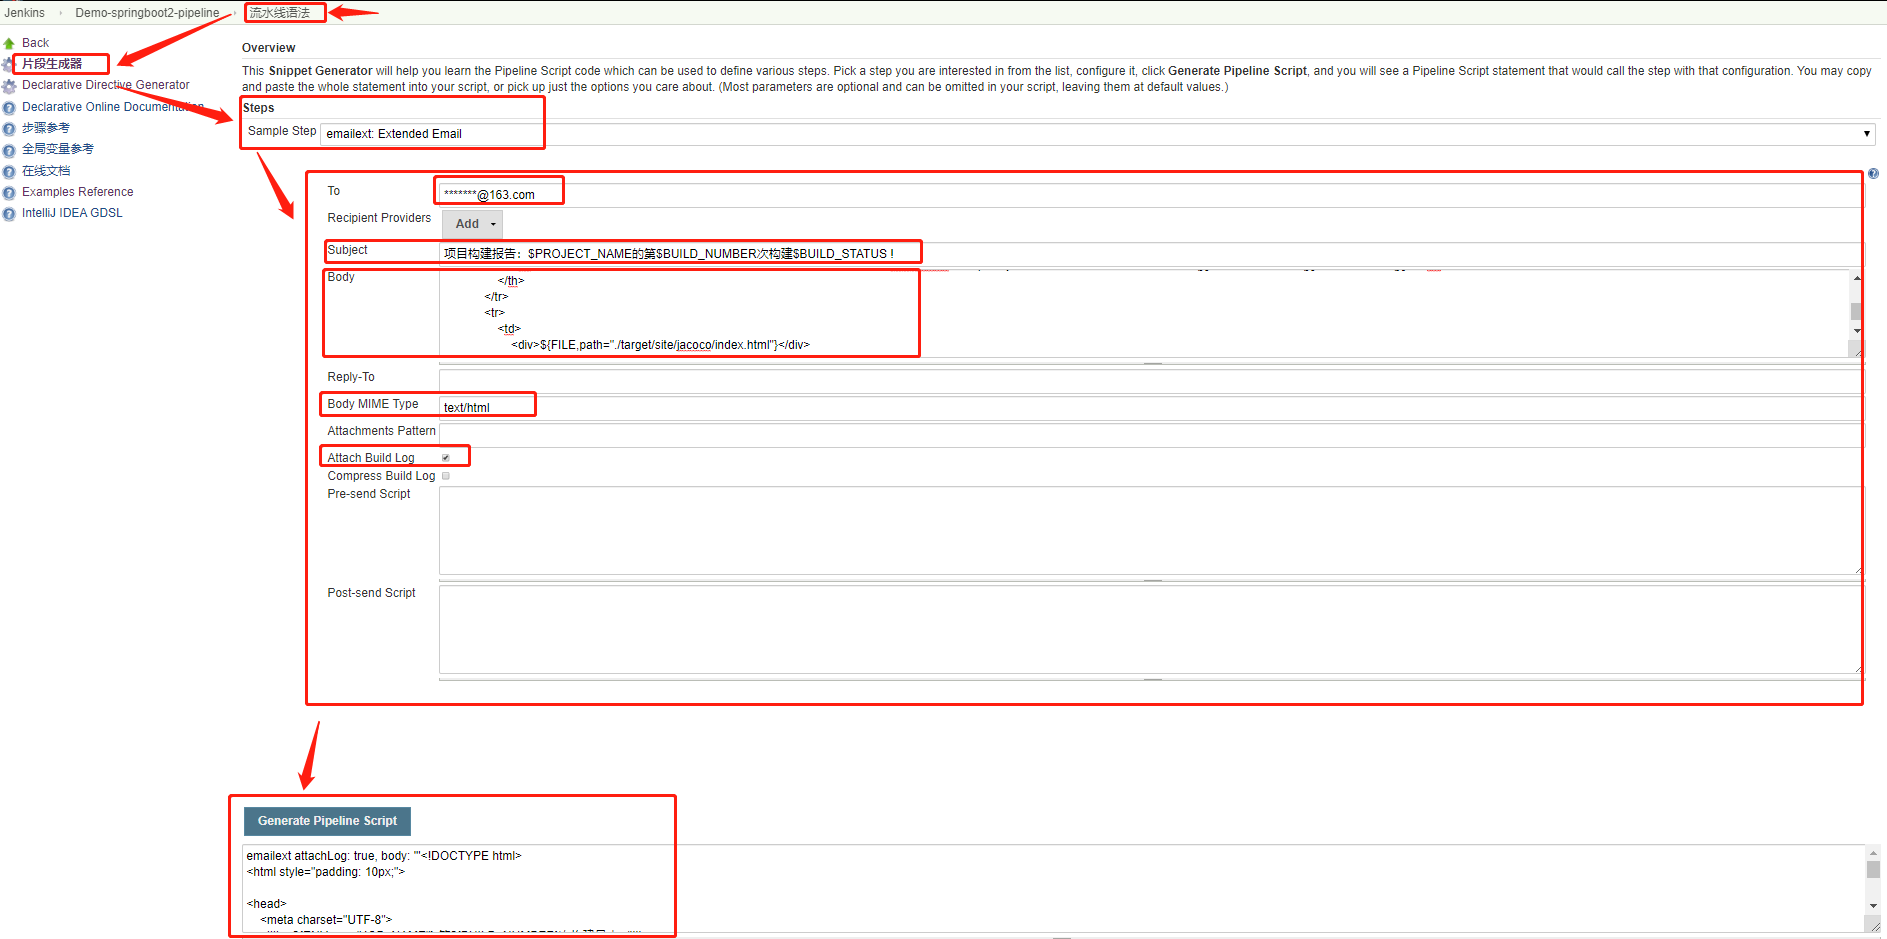 Jenkins › Demo-springboot2-pipeline › 流水线语法
Back
片段生成器
Declarative Directive Generator
Declarative Online Documentation
步骤参考
全局变量参考
在线文档
Examples Reference
IntelliJ IDEA GDSL
Overview
This Snippet Generator will help you learn the Pipeline Script code which can be used to define various steps. Pick a step you are interested in from the list, configure it, click Generate Pipeline Script, and you will see a Pipeline Script statement that would call the step with that configuration. You may copy
and paste the whole statement into your script, or pick up just the options you care about. (Most parameters are optional and can be omitted in your script, leaving them at default values.)
Steps
Sample Step emailext: Extended Email
To *******@163.com
Recipient Providers Add
Subject 项目构建报告：$PROJECT_NAME的第$BUILD_NUMBER次构建$BUILD_STATUS !
Body
</th>
</tr>
<tr>
<td>
<div>${FILE,path="./target/site/jacoco/index.html"}</div>
Reply-To
Body MIME Type text/html
Attachments Pattern
Attach Build Log
Compress Build Log
Pre-send Script
Post-send Script
Generate Pipeline Script
emailext attachLog: true, body: '''<!DOCTYPE html>
<html style="padding: 10px;">
<head>
<meta charset="UTF-8">